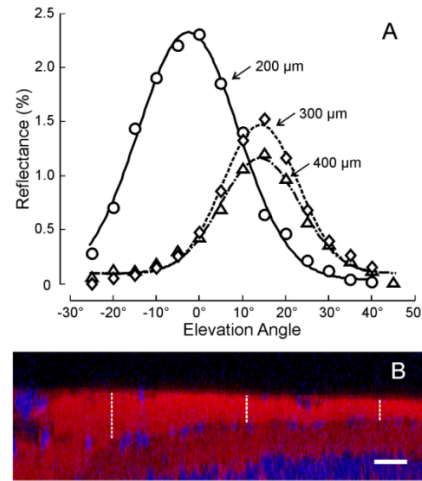 A
Reflectance (%)
2.5
2.0
1.5
1.0
0.5
0
200 µm
300 µm
400 µm
-30° -20° -10° 0° 10° 20° 30° 40° 50°
Elevation Angle
B